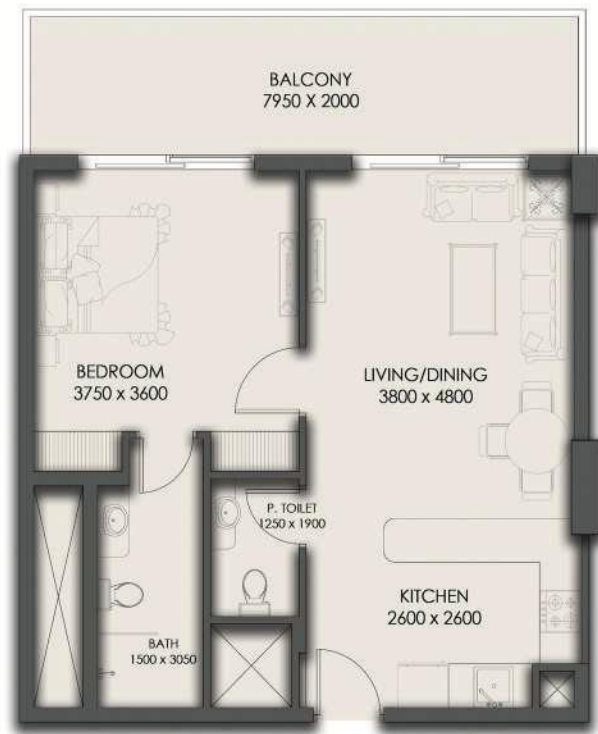 BALCONY
7950 X 2000
BEDROOM
3750 x 3600
LIVING/DINING
3800 x 4800
P. TOILET
1250 x 1900
KITCHEN
2600 x 2600
BATH
1500 x 3050